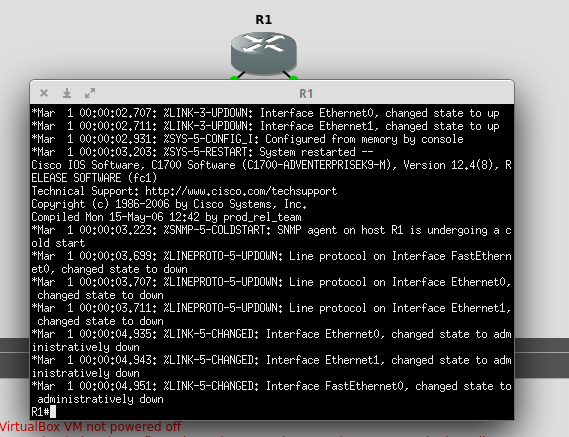 R1
R1
*Mar  1 00:00:02.707: %LINK-3-UPDOWN: Interface Ethernet0, changed state to up
*Mar  1 00:00:02.711: %LINK-3-UPDOWN: Interface Ethernet1, changed state to up
*Mar  1 00:00:02.931: %SYS-5-CONFIG_I: Configured from memory by console
*Mar  1 00:00:03.203: %SYS-5-RESTART: System restarted --
Cisco IOS Software, C1700 Software (C1700-ADVENTERPRISEK9-M), Version 12.4(8), R
ELEASE SOFTWARE (fc1)
Technical Support: http://www.cisco.com/techsupport
Copyright (c) 1986-2006 by Cisco Systems, Inc.
Compiled Mon 15-May-06 12:42 by prod_rel_team
*Mar  1 00:00:03.223: %SNMP-5-COLDSTART: SNMP agent on host R1 is undergoing a c
old start
*Mar  1 00:00:03.699: %LINEPROTO-5-UPDOWN: Line protocol on Interface FastEthern
et0, changed state to down
*Mar  1 00:00:03.707: %LINEPROTO-5-UPDOWN: Line protocol on Interface Ethernet0,
 changed state to down
*Mar  1 00:00:03.711: %LINEPROTO-5-UPDOWN: Line protocol on Interface Ethernet1,
 changed state to down
*Mar  1 00:00:04.935: %LINK-5-CHANGED: Interface Ethernet0, changed state to adm
inistratively down
*Mar  1 00:00:04.943: %LINK-5-CHANGED: Interface Ethernet1, changed state to adm
inistratively down
*Mar  1 00:00:04.951: %LINK-5-CHANGED: Interface FastEthernet0, changed state to
 administratively down
R1#
VirtualBox VM not powered off